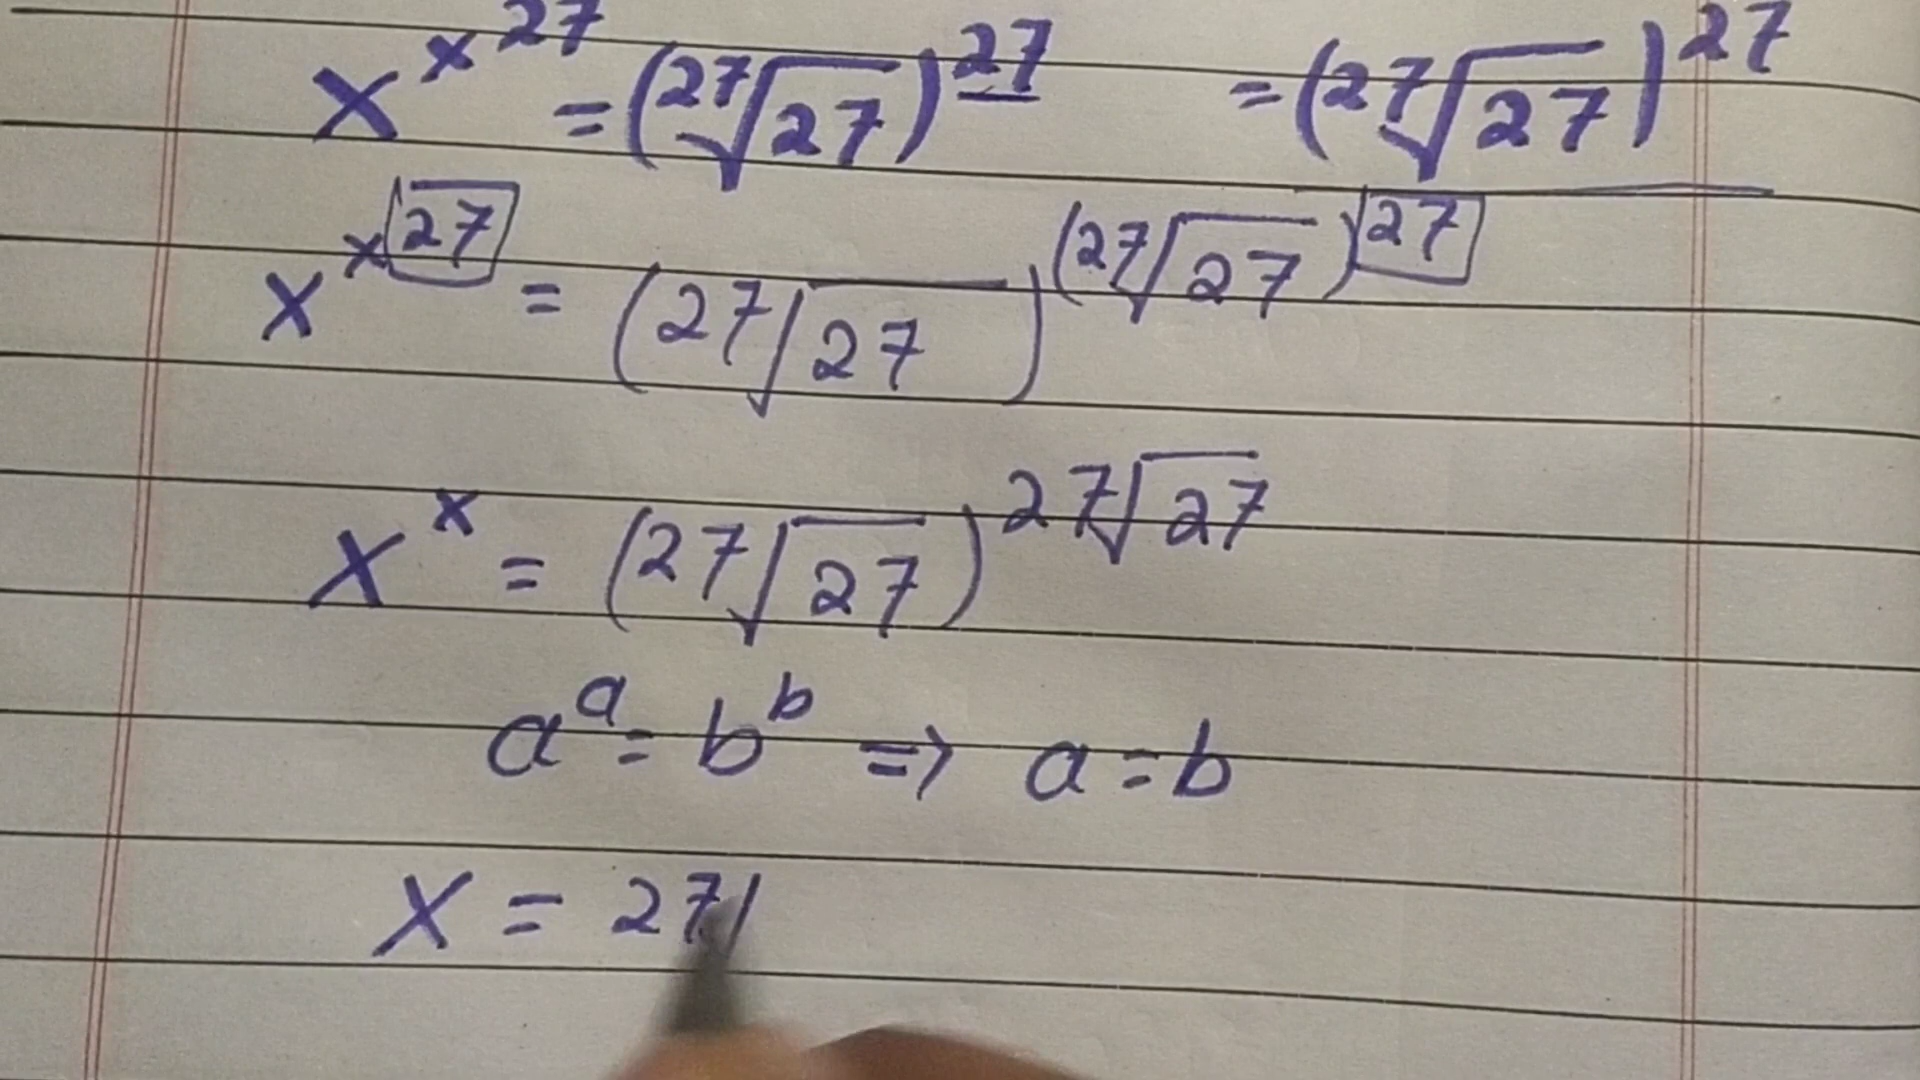 x^x^27 = (27√27)^27 = (27√27)^27
x^x^27 = (27√27)^(27√27)^27
x^x = (27√27)^27√27
a^a = b^b => a = b
x = 27√